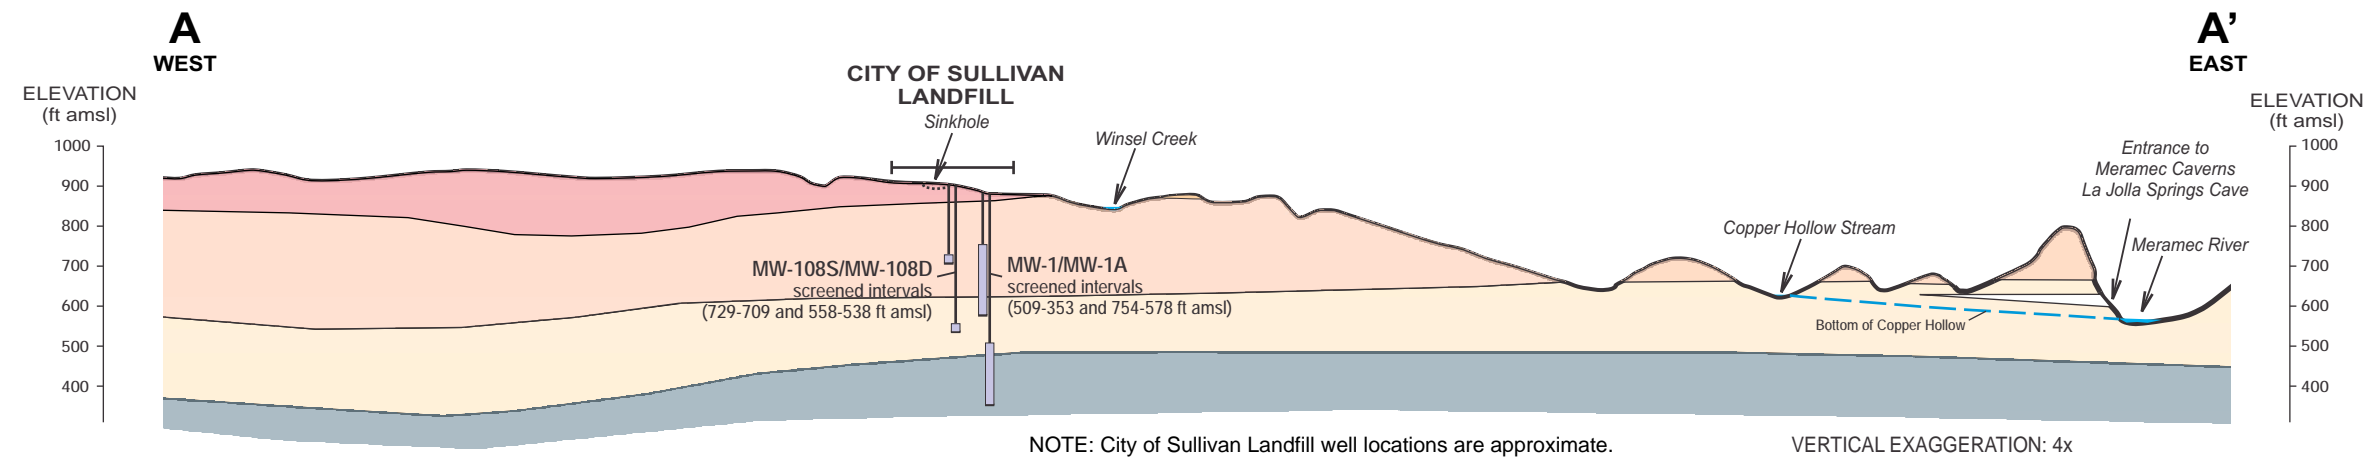 A
WEST
A’
EAST
CITY OF SULLIVAN
LANDFILL
Sinkhole
Winsel Creek
ELEVATION
(ft amsl)
1000
900
800
700
600
500
400
ELEVATION
(ft amsl)
1000
900
800
700
600
500
400
Entrance to
Meramec Caverns
La Jolla Springs Cave
Copper Hollow Stream
Meramec River
MW-108S/MW-108D
screened intervals
(729-709 and 558-538 ft amsl)
MW-1/MW-1A
screened intervals
(509-353 and 754-578 ft amsl)
Bottom of Copper Hollow
NOTE: City of Sullivan Landfill well locations are approximate.
VERTICAL EXAGGERATION: 4x